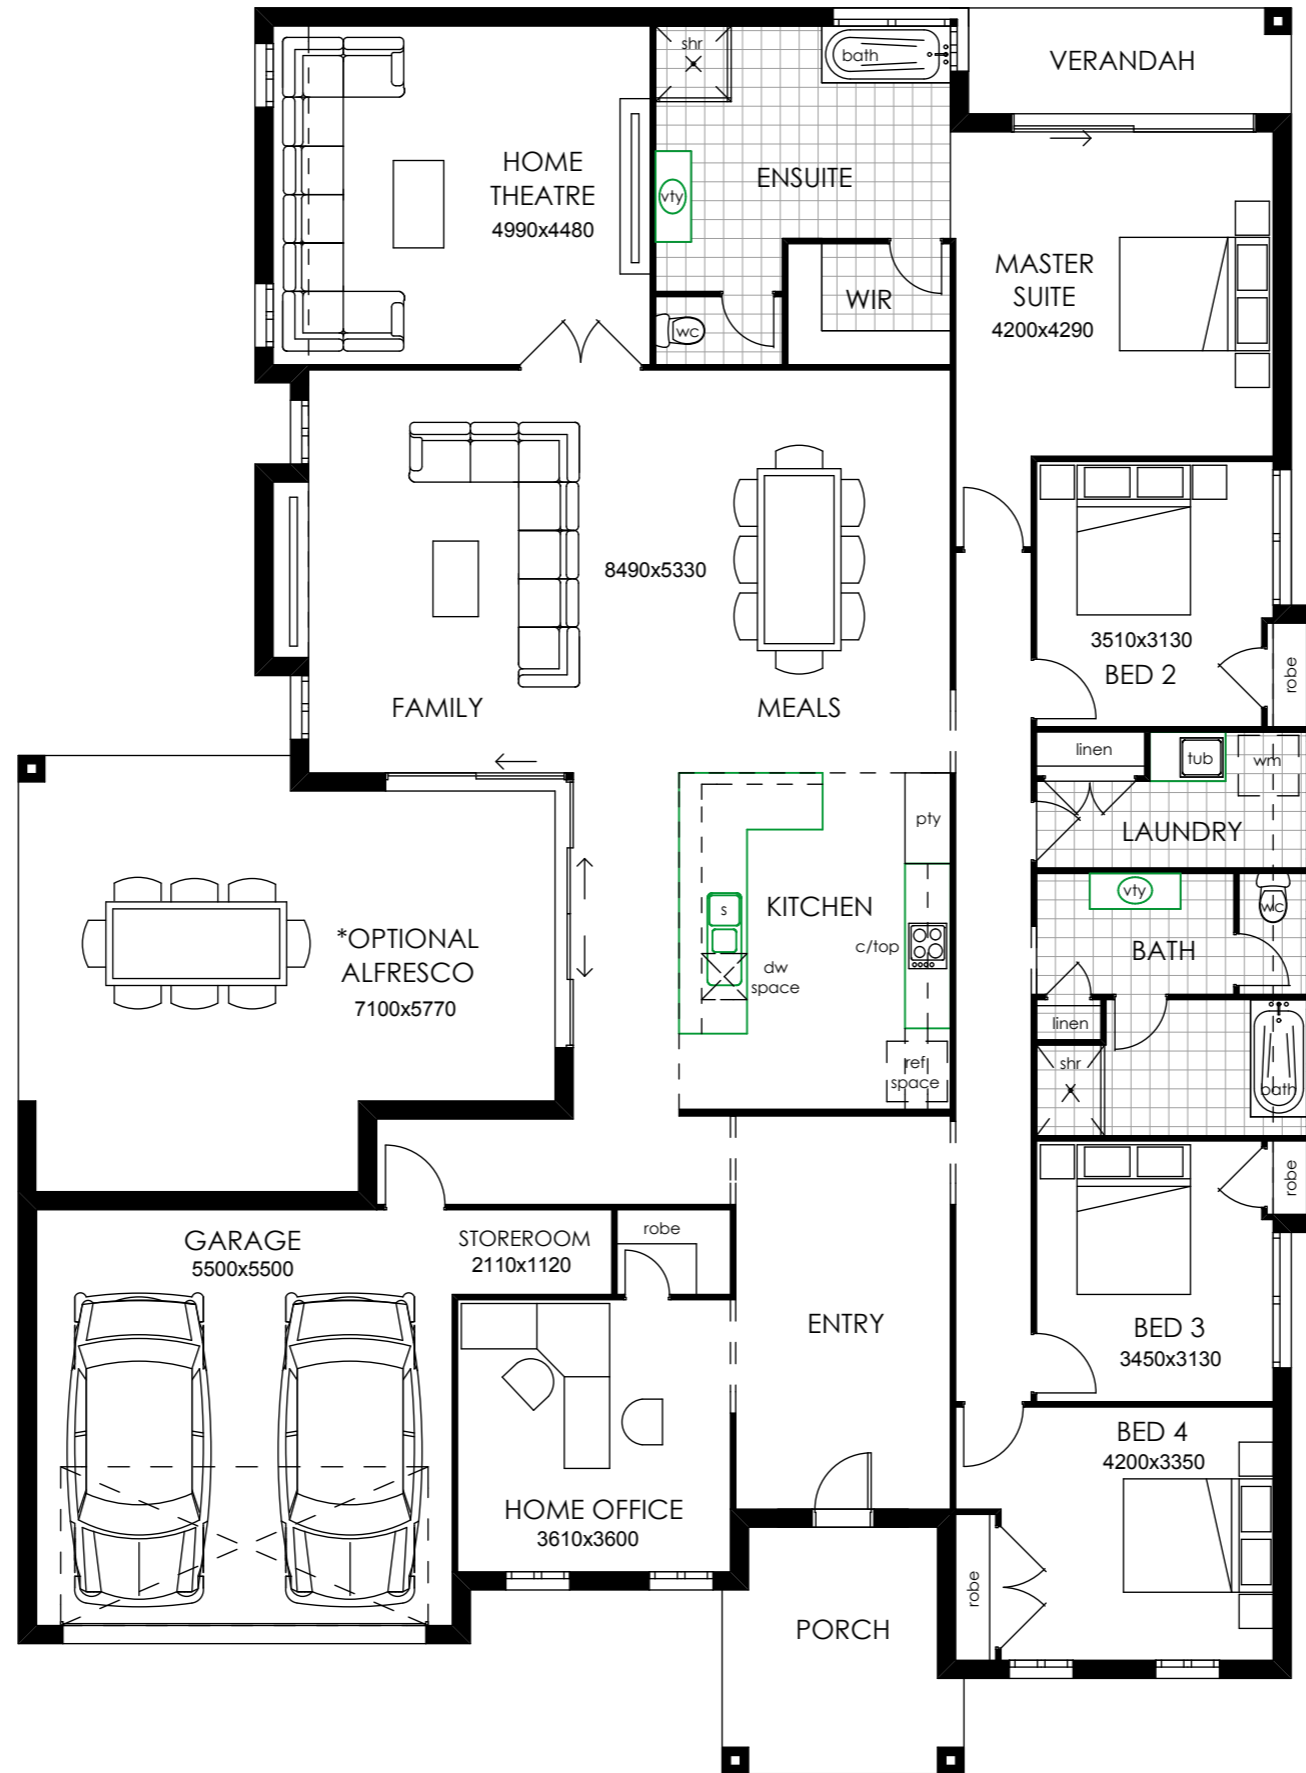 shr
bath
VERANDAH
HOME
THEATRE
4990x4480
ENSUITE
vty
MASTER
SUITE
4200x4290
WIR
wc
8490x5330
3510x3130
BED 2
robe
FAMILY
MEALS
linen
tub
wm
LAUNDRY
pty
vty
wc
s
KITCHEN
c/top
dw
space
*OPTIONAL
ALFRESCO
7100x5770
BATH
linen
shr
bath
ref
space
robe
GARAGE
5500x5500
STOREROOM
2110x1120
robe
ENTRY
BED 3
3450x3130
BED 4
4200x3350
HOME OFFICE
3610x3600
robe
PORCH